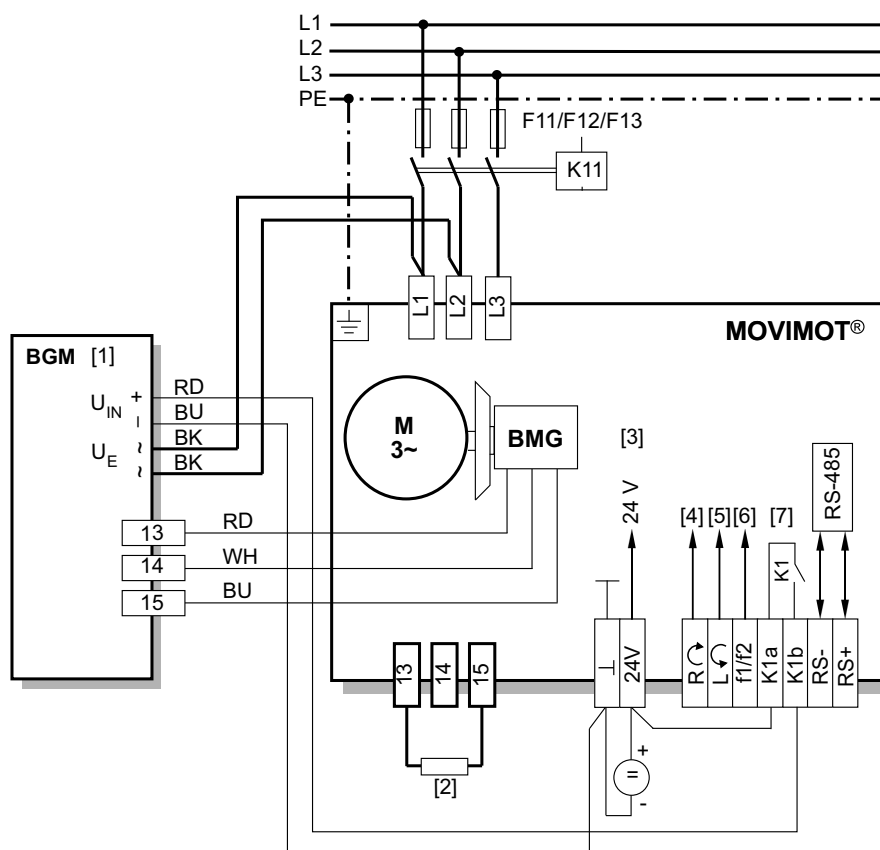 L1
L2
L3
PE
F11/F12/F13
K11
L1
L2
L3
MOVIMOT®
BGM [1]
UIN + RD
– BU
UE ~ BK
~ BK
M
3~
BMG
[3]
24 V
[4] [5] [6] [7]
RS-485
K1
13 RD
14 WH
15 BU
13
14
15
⊥
24V
R
L
f1/f2
K1a
K1b
RS-
RS+
[2]
+
=
-